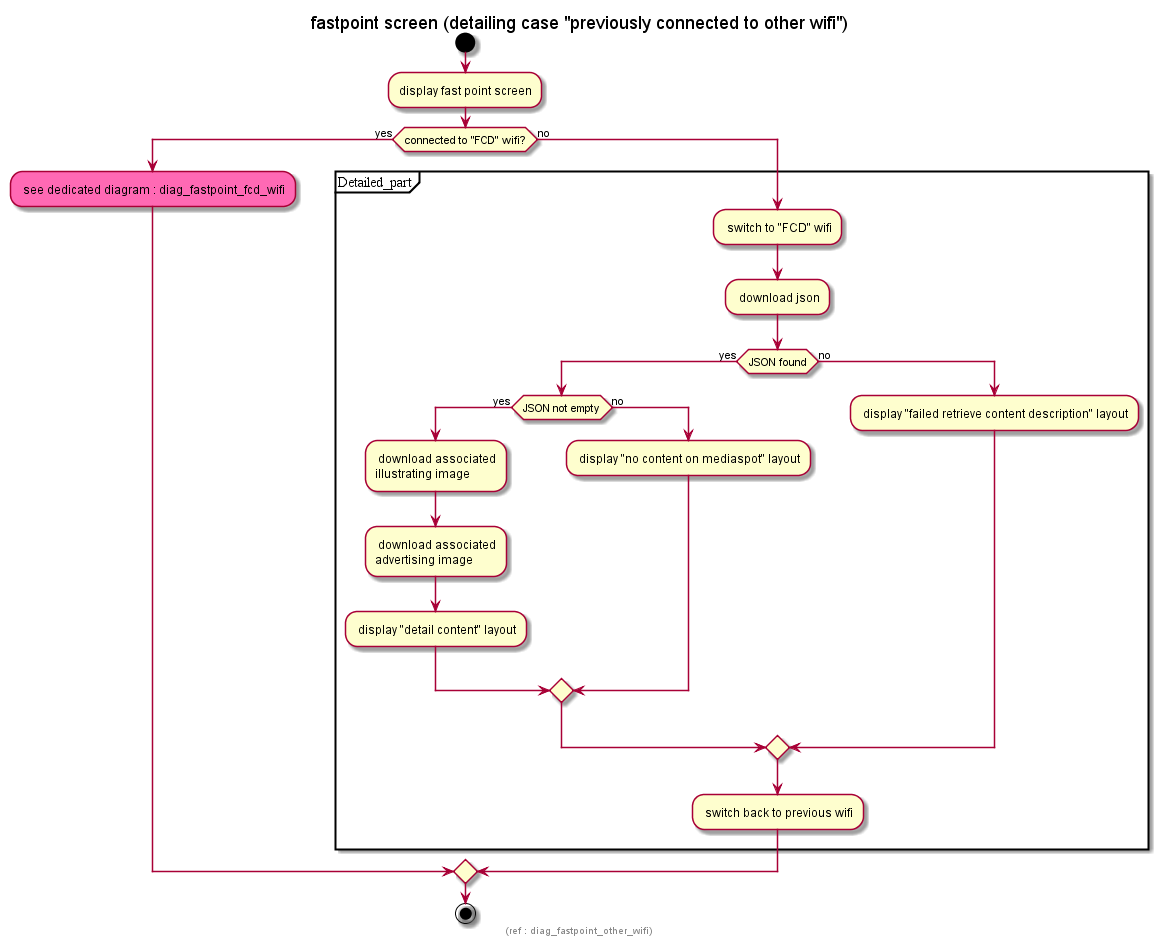 fastpoint screen (detailing case "previously connected to other wifi")
display fast point screen
yes
connected to "FCD" wifi?
no
see dedicated diagram : diag_fastpoint_fcd_wifi
Detailed_part
switch to "FCD" wifi
download json
yes
JSON found
no
yes
JSON not empty
no
display "failed retrieve content description" layout
download associated
illustrating image
display "no content on mediaspot" layout
download associated
advertising image
display "detail content" layout
switch back to previous wifi
(ref : diag_fastpoint_other_wifi)